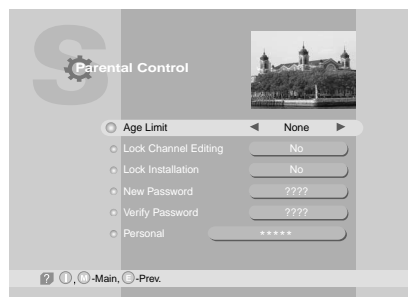 S
Parental Control
Age Limit ◀ None ▶
Lock Channel Editing No
Lock Installation No
New Password ????
Verify Password ????
Personal *****
? i, M-Main, E-Prev.